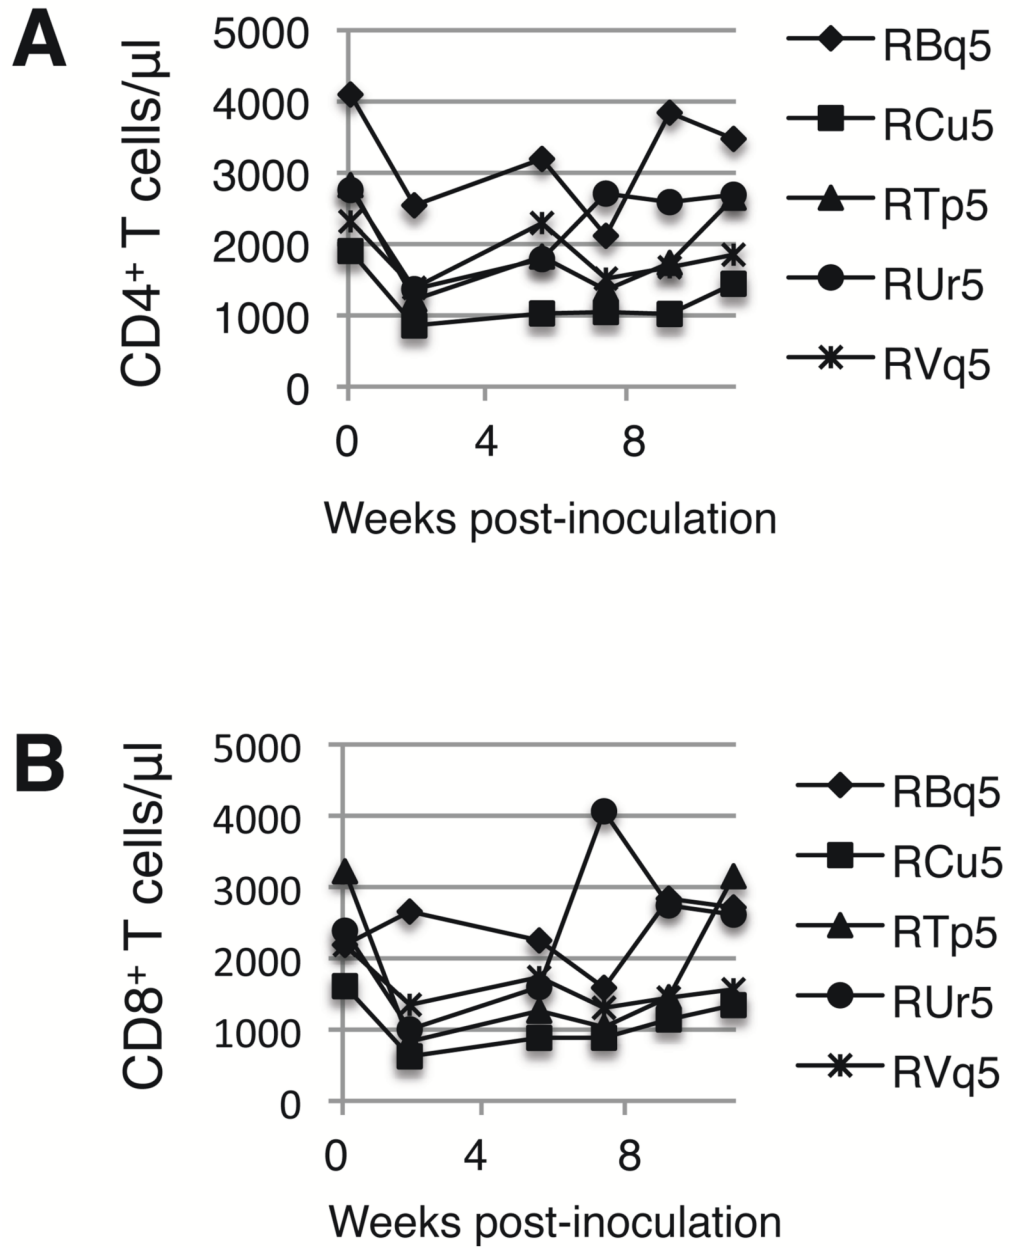 A
CD4⁺ T cells/µl
5000
4000
3000
2000
1000
0
0 4 8
Weeks post-inoculation
RBq5
RCu5
RTp5
RUr5
RVq5
B
CD8⁺ T cells/µl
5000
4000
3000
2000
1000
0
0 4 8
Weeks post-inoculation
RBq5
RCu5
RTp5
RUr5
RVq5